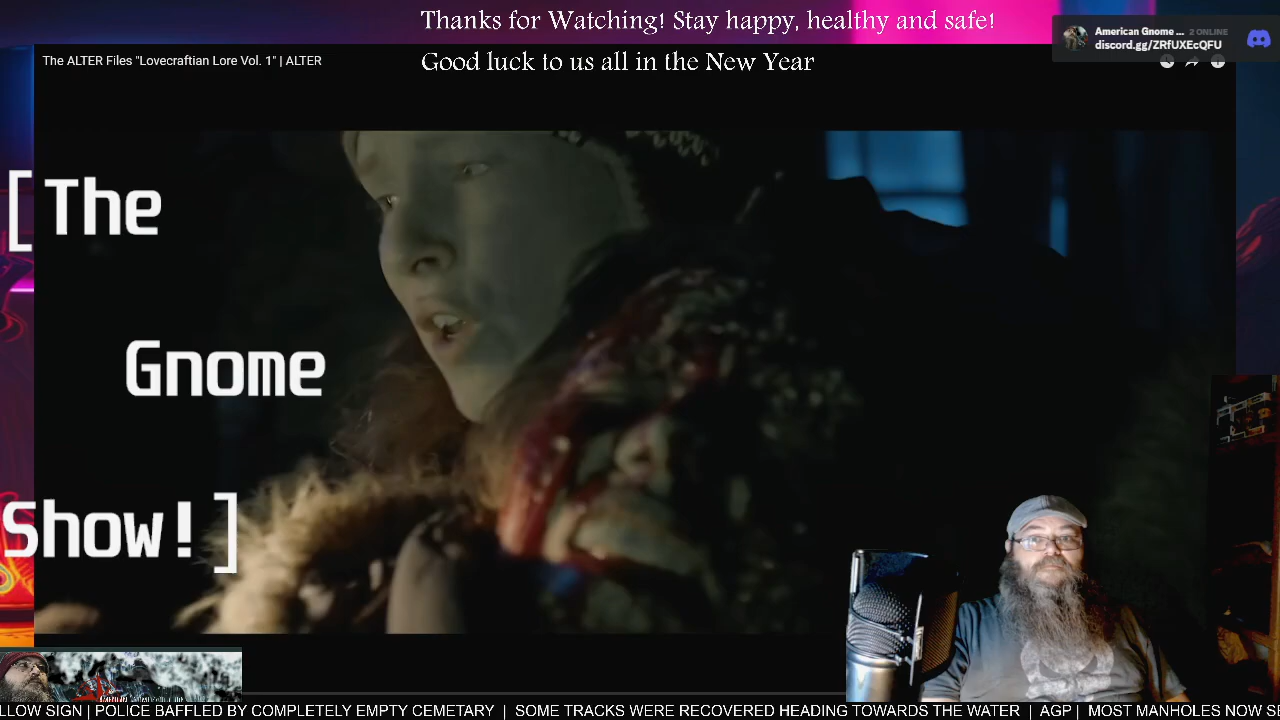 Thanks for Watching! Stay happy, healthy and safe!
American Gnome ... 2 ONLINE
discord.gg/ZRfUXEcQFU
The ALTER Files "Lovecraftian Lore Vol. 1" | ALTER
Good luck to us all in the New Year
[The
Gnome
Show!]
LLOW SIGN | POLICE BAFFLED BY COMPLETELY EMPTY CEMETARY | SOME TRACKS WERE RECOVERED HEADING TOWARDS THE WATER | AGP | MOST MANHOLES NOW SE